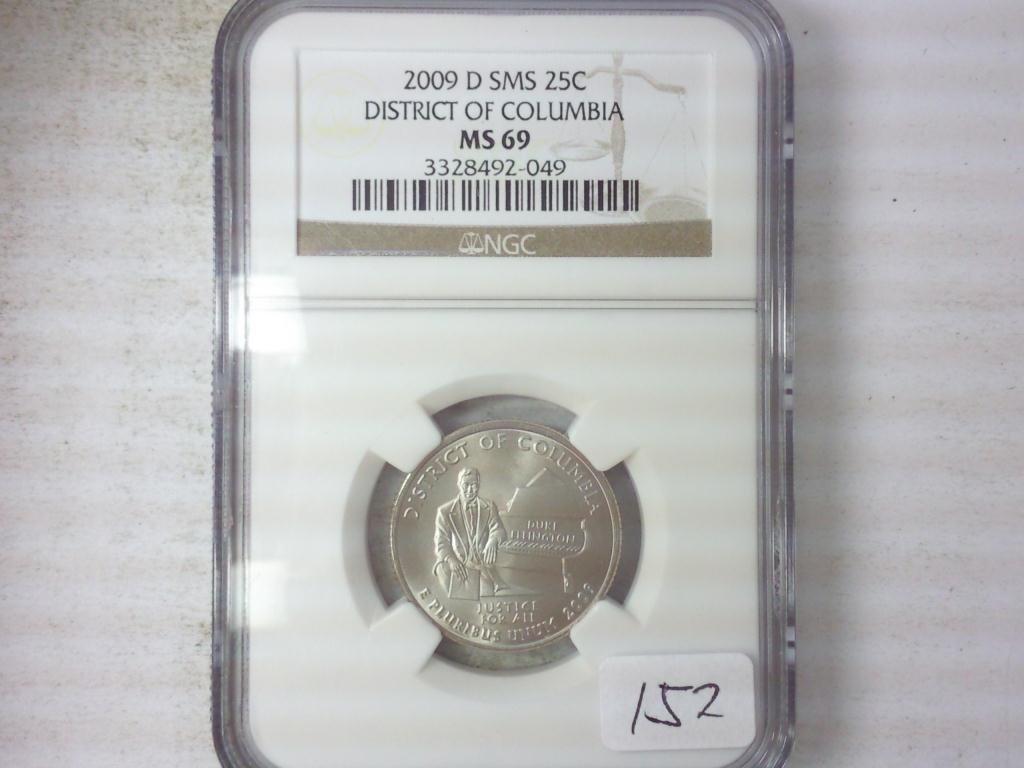 2009 D SMS 25C
DISTRICT OF COLUMBIA
MS 69
3328492-049
NGC
DISTRICT OF COLUMBIA
DUKE
ELLINGTON
JUSTICE
FOR ALL
E PLURIBUS UNUM 2009
152